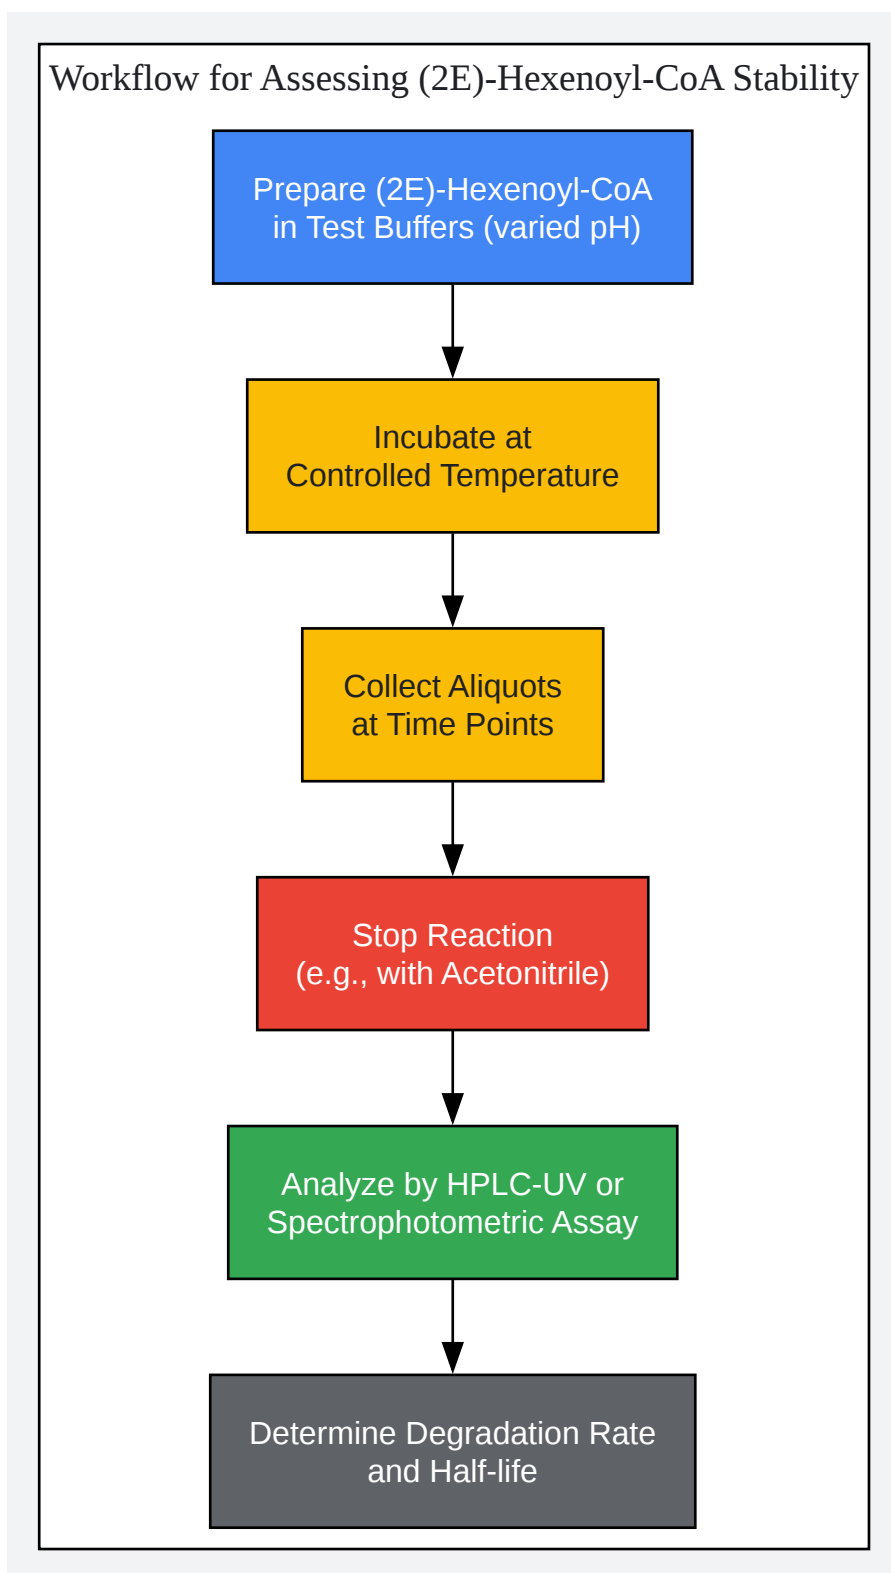 Workflow for Assessing (2E)-Hexenoyl-CoA Stability
Prepare (2E)-Hexenoyl-CoA
in Test Buffers (varied pH)
Incubate at
Controlled Temperature
Collect Aliquots
at Time Points
Stop Reaction
(e.g., with Acetonitrile)
Analyze by HPLC-UV or
Spectrophotometric Assay
Determine Degradation Rate
and Half-life